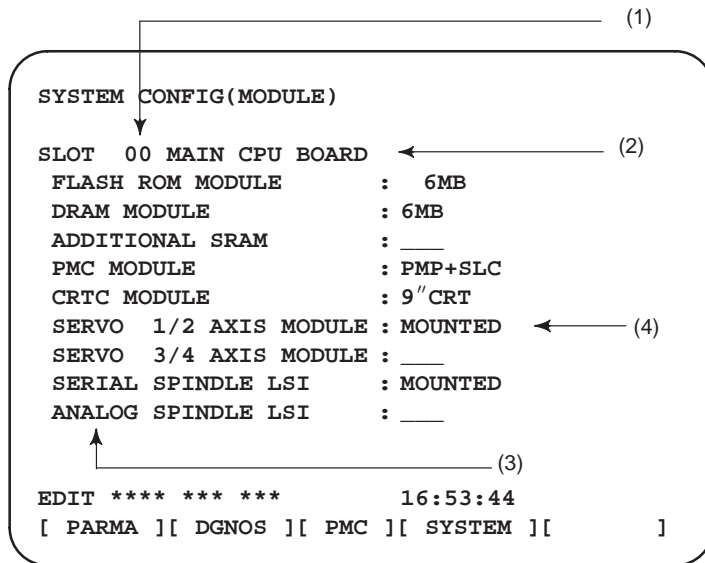 (1)
SYSTEM CONFIG(MODULE)
SLOT 00 MAIN CPU BOARD
(2)
FLASH ROM MODULE : 6MB
DRAM MODULE : 6MB
ADDITIONAL SRAM : ___
PMC MODULE : PMP+SLC
CRTC MODULE : 9″CRT
SERVO 1/2 AXIS MODULE : MOUNTED
(4)
SERVO 3/4 AXIS MODULE : ___
SERIAL SPINDLE LSI : MOUNTED
ANALOG SPINDLE LSI : ___
(3)
EDIT **** *** *** 16:53:44
[ PARMA ][ DGNOS ][ PMC ][ SYSTEM ][ ]